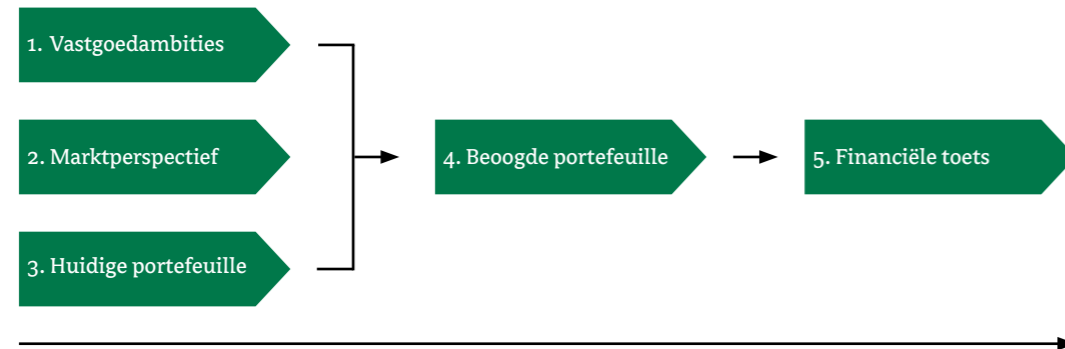 1. Vastgoedambities
2. Marktperspectief
3. Huidige portefeuille
4. Beoogde portefeuille
5. Financiële toets